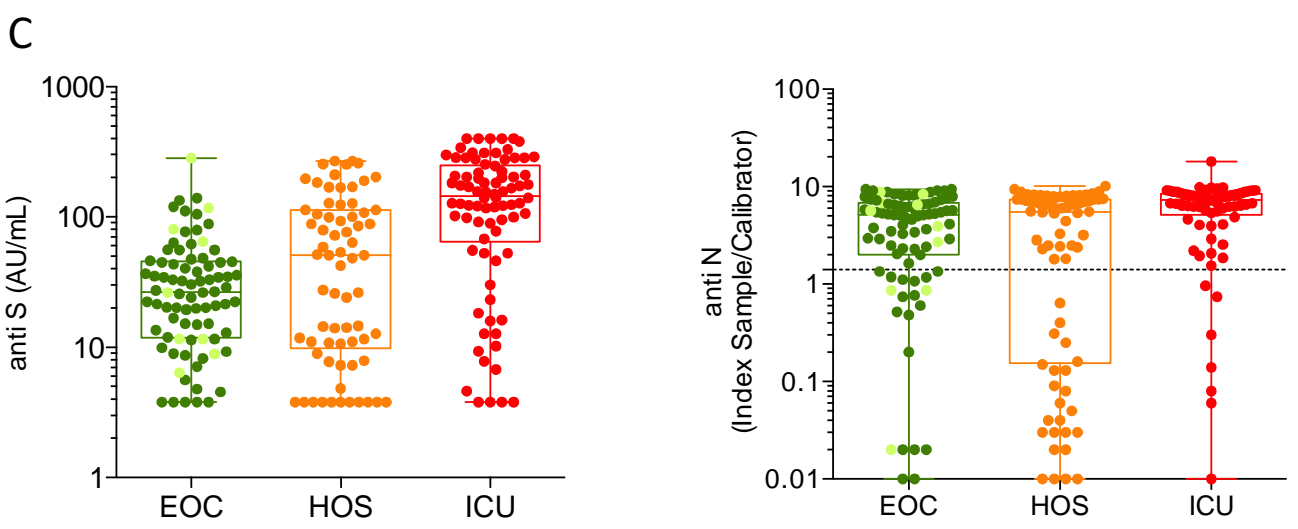 C
1000
100
10
1
anti S (AU/mL)
EOC HOS ICU
100
10
1
0.1
0.01
anti N
(Index Sample/Calibrator)
EOC HOS ICU